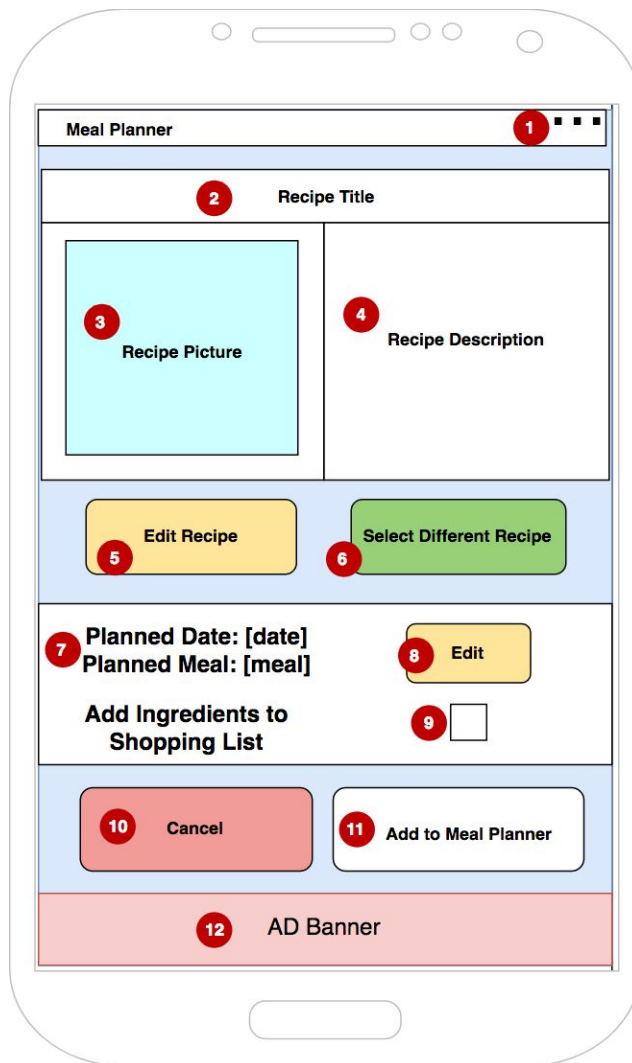 Meal Planner
1
2
Recipe Title
3
Recipe Picture
4
Recipe Description
Edit Recipe
5
Select Different Recipe
6
7
Planned Date: [date]
Planned Meal: [meal]
8
Edit
Add Ingredients to
Shopping List
9
10
Cancel
11
Add to Meal Planner
12
AD Banner